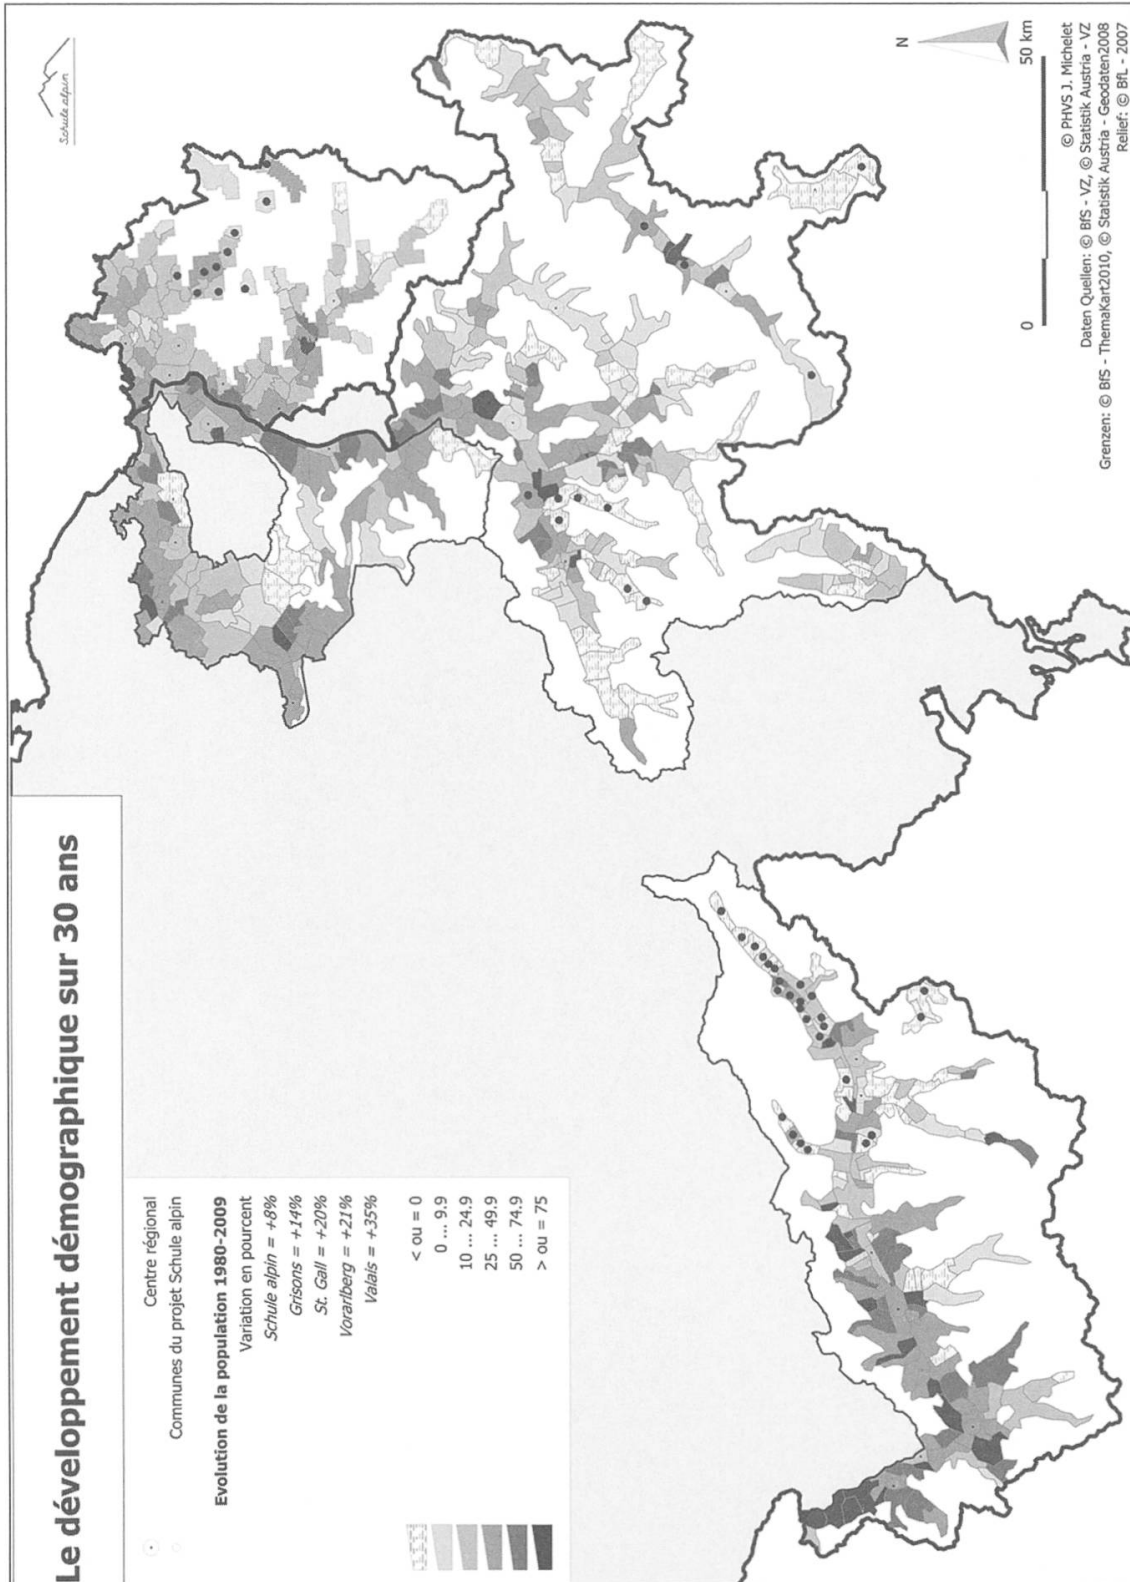 Le développement démographique sur 30 ans
Schule alpin
Centre régional
Communes du projet Schule alpin
Evolution de la population 1980-2009
Variation en pourcent
Schule alpin = +8%
Grisons = +14%
St. Gall = +20%
Vorarlberg = +21%
Valais = +35%
< ou = 0
0 ... 9.9
10 ... 24.9
25 ... 49.9
50 ... 74.9
> ou = 75
N
0 50 km
© PHVS J. Michelet
Daten Quellen: © BfS - VZ, © Statistik Austria - VZ
Grenzen: © BfS - ThemaKart2010, © Statistik Austria - Geodaten2008
Relief: © BfL - 2007